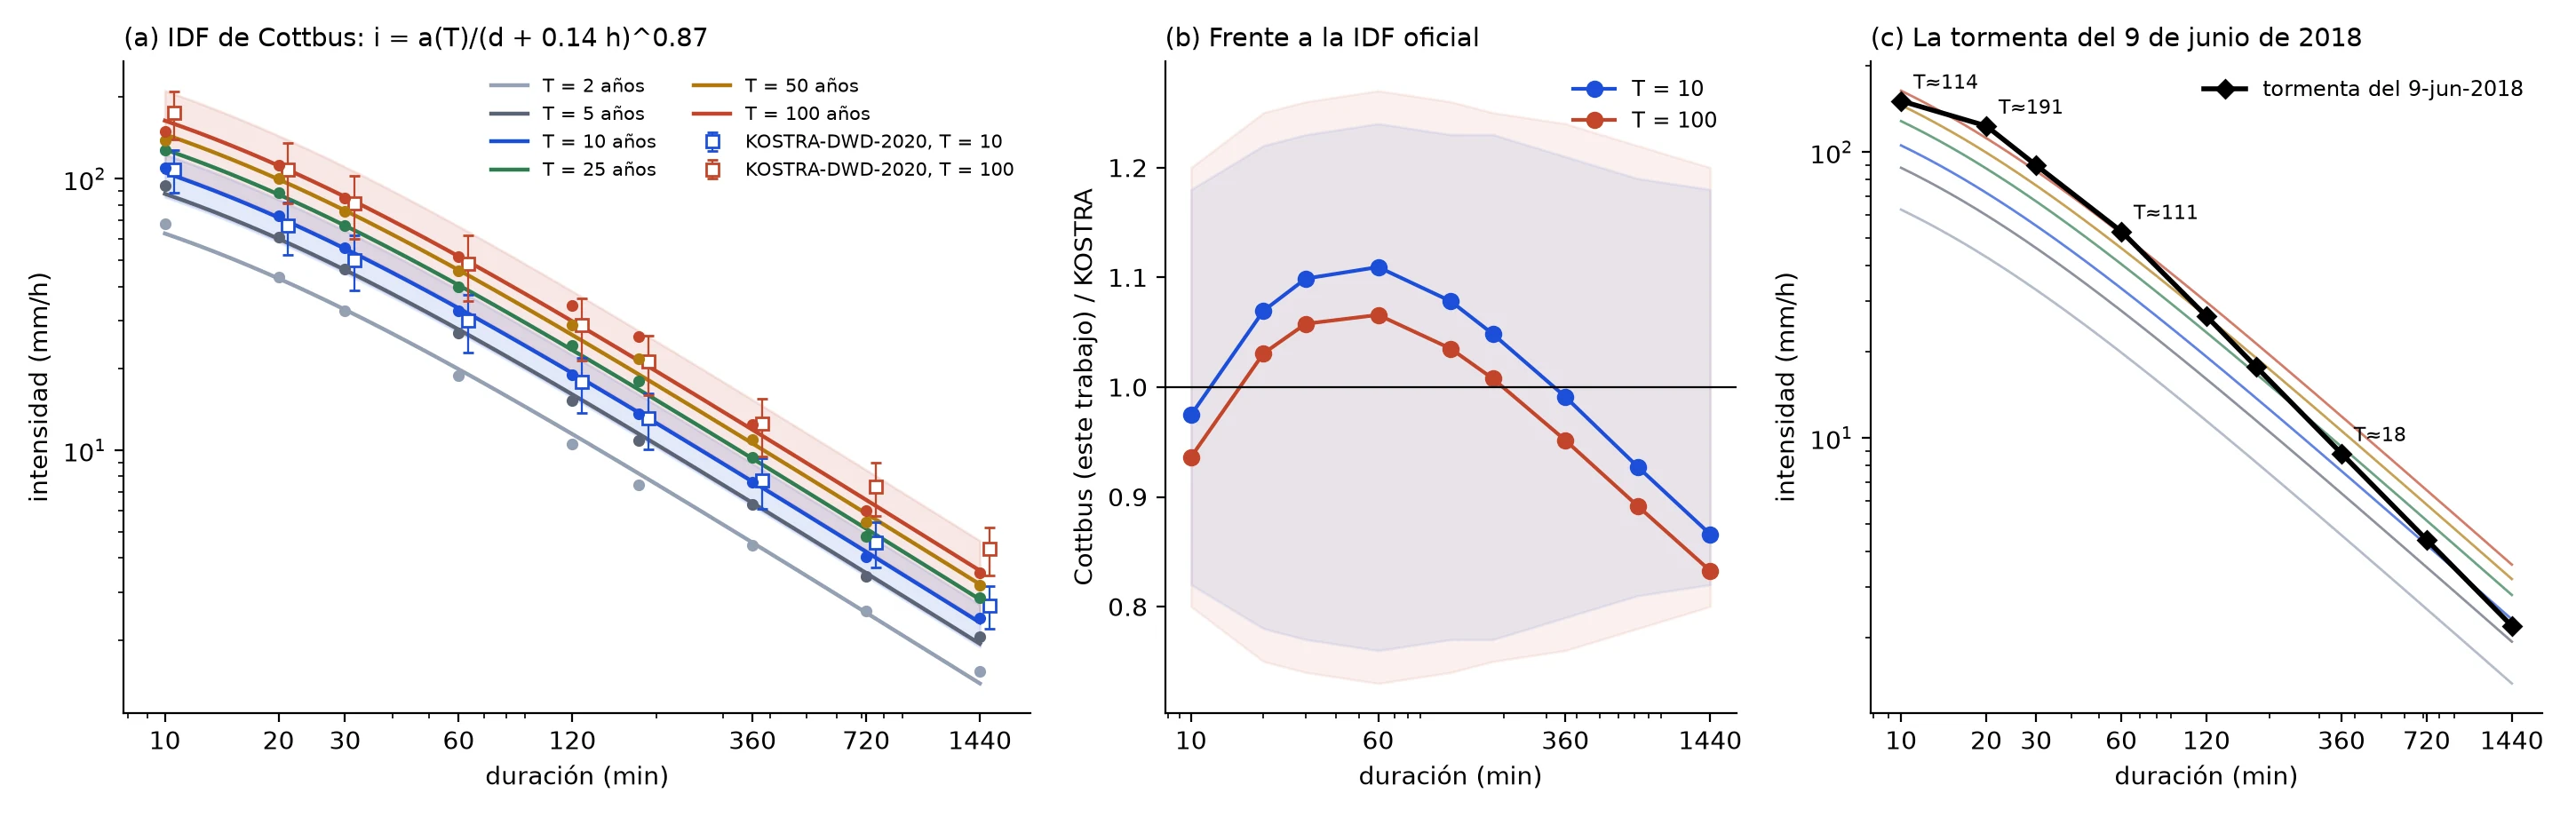 (a) IDF de Cottbus: i = a(T)/(d + 0.14 h)^0.87
T = 2 años
T = 5 años
T = 10 años
T = 25 años
T = 50 años
T = 100 años
KOSTRA-DWD-2020, T = 10
KOSTRA-DWD-2020, T = 100
intensidad (mm/h)
10²
10¹
10 20 30 60 120 360 720 1440
duración (min)
(b) Frente a la IDF oficial
T = 10
T = 100
Cottbus (este trabajo) / KOSTRA
1.2
1.1
1.0
0.9
0.8
10 60 360 1440
duración (min)
(c) La tormenta del 9 de junio de 2018
tormenta del 9-jun-2018
T≈114
T≈191
T≈111
T≈18
intensidad (mm/h)
10²
10¹
10 20 30 60 120 360 720 1440
duración (min)